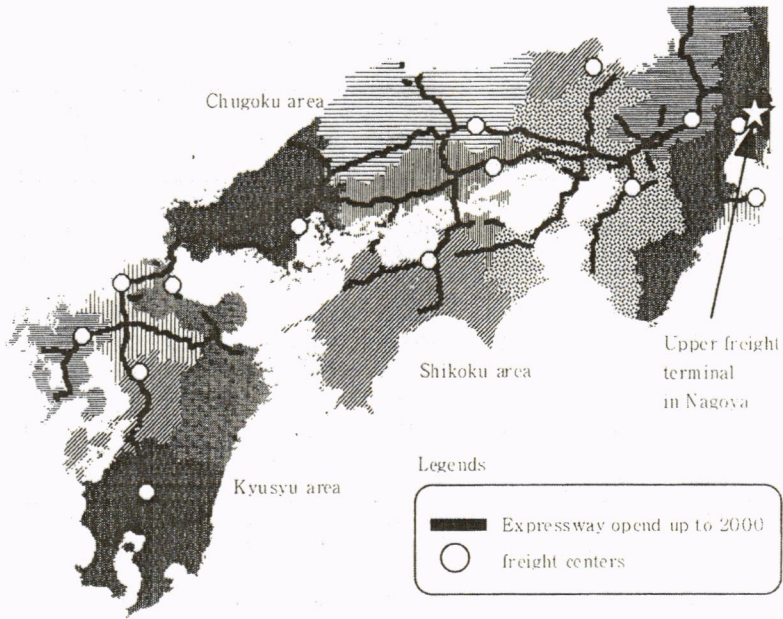 Chugoku area
Shikoku area
Upper freight
terminal
in Nagoya
Kyusyu area
Legends
Expressway opend up to 2000
freight centers